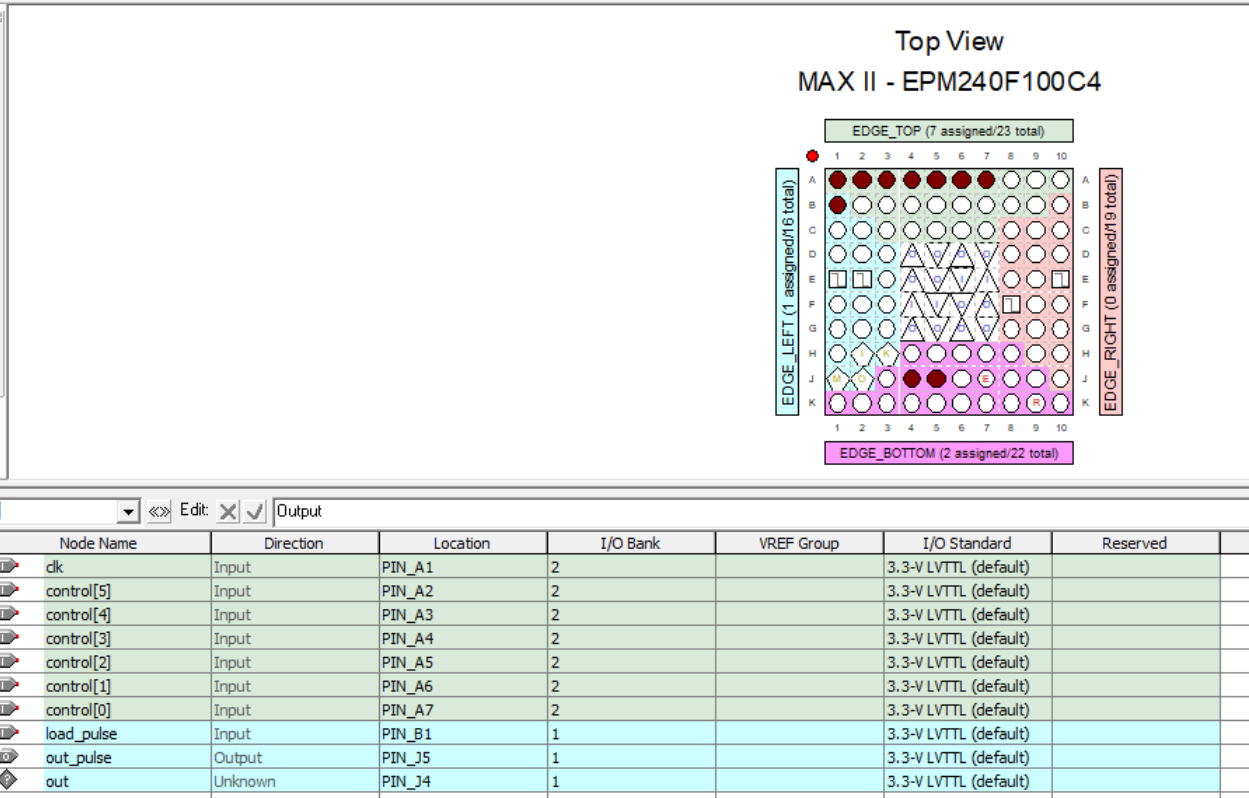 Top View
MAX II - EPM240F100C4
EDGE_TOP (7 assigned/23 total)
1 2 3 4 5 6 7 8 9 10
A A
B B
C C
D O O O O D
E O O I I E
F I I O O F
G O O O O G
H I K H
J M O E J
K R K
1 2 3 4 5 6 7 8 9 10
EDGE_LEFT (1 assigned/16 total)
EDGE_RIGHT (0 assigned/19 total)
EDGE_BOTTOM (2 assigned/22 total)
Edit: Output
Node Name Direction Location I/O Bank VREF Group I/O Standard Reserved
clk Input PIN_A1 2 3.3-V LVTTL (default)
control[5] Input PIN_A2 2 3.3-V LVTTL (default)
control[4] Input PIN_A3 2 3.3-V LVTTL (default)
control[3] Input PIN_A4 2 3.3-V LVTTL (default)
control[2] Input PIN_A5 2 3.3-V LVTTL (default)
control[1] Input PIN_A6 2 3.3-V LVTTL (default)
control[0] Input PIN_A7 2 3.3-V LVTTL (default)
load_pulse Input PIN_B1 1 3.3-V LVTTL (default)
out_pulse Output PIN_J5 1 3.3-V LVTTL (default)
out Unknown PIN_J4 1 3.3-V LVTTL (default)